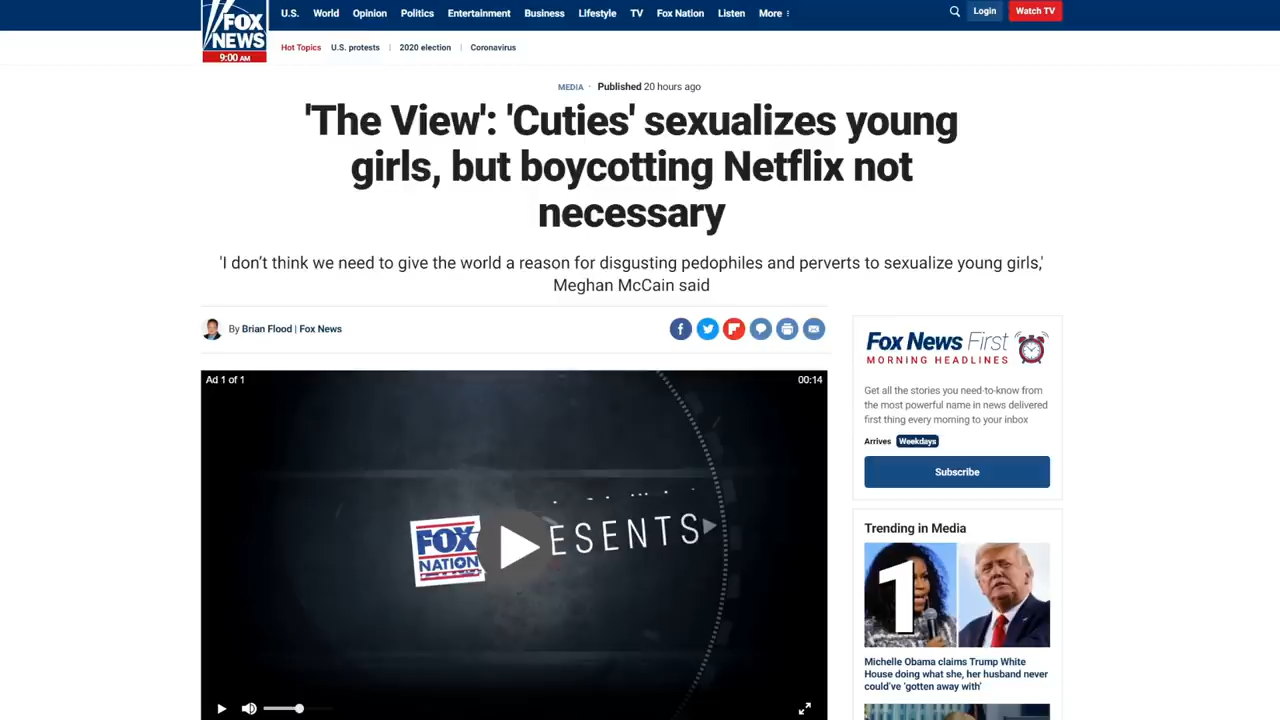 FOX
NEWS
9:00 AM
U.S. World Opinion Politics Entertainment Business Lifestyle TV Fox Nation Listen More
Login
Watch TV
Hot Topics U.S. protests | 2020 election | Coronavirus
MEDIA · Published 20 hours ago
'The View': 'Cuties' sexualizes young
girls, but boycotting Netflix not
necessary
'I don't think we need to give the world a reason for disgusting pedophiles and perverts to sexualize young girls,'
Meghan McCain said
By Brian Flood | Fox News
Ad 1 of 1
00:14
FOX
NATION
ESENTS
Fox News First
MORNING HEADLINES
Get all the stories you need-to-know from
the most powerful name in news delivered
first thing every morning to your inbox
Arrives Weekdays
Subscribe
Trending in Media
1
Michelle Obama claims Trump White
House doing what she, her husband never
could've 'gotten away with'